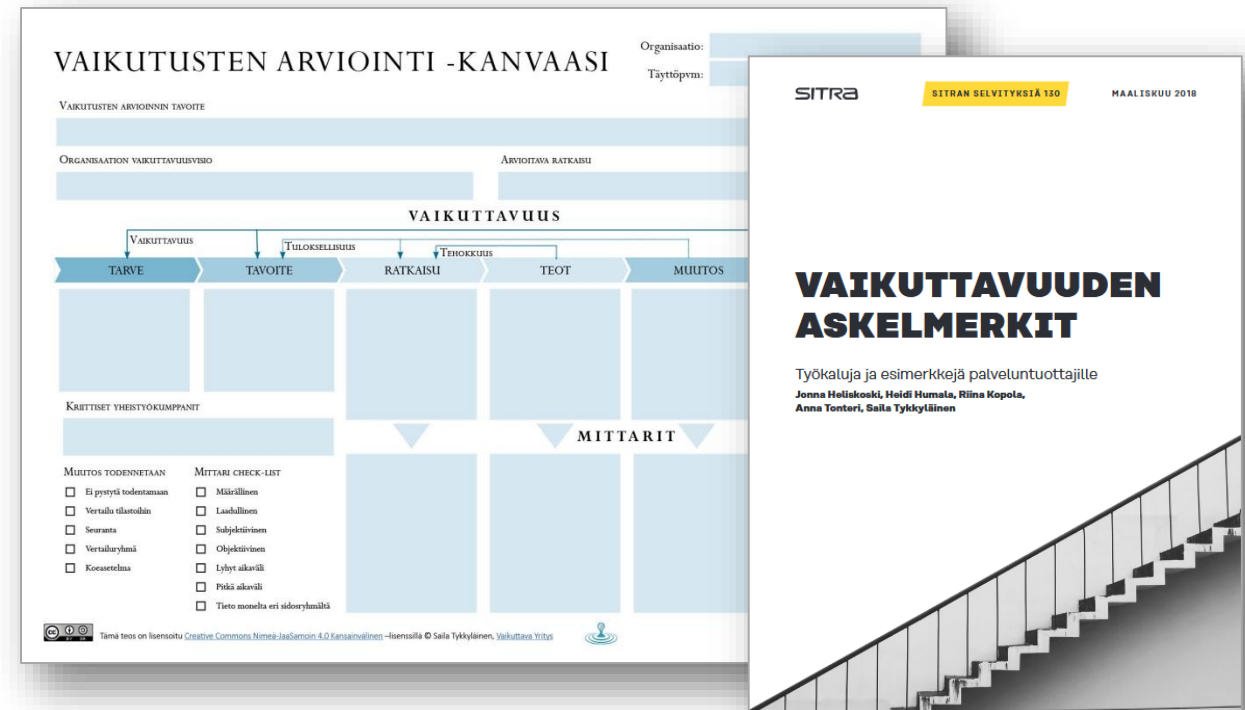 VAIKUTUSTEN ARVIOINTI -KANVAASI
Organisaatio:
Täyttöpvm:
VAIKUTUSTEN ARVIOINNIN TAVOITE
ORGANISAATION VAIKUTTAVUUSVISIO
ARVIOITAVA RATKAISU
VAIKUTTAVUUS
VAIKUTTAVUUS
TULOKSELLISUUS
TEHOKKUUS
TARVE
TAVOITE
RATKAISU
TEOT
MUUTOS
KRIITTISET YHEISTYÖKUMPPANIT
MITTARIT
MUUTOS TODENNETAAN
Ei pystytä todentamaan
Vertailu tilastoihin
Seuranta
Vertailuryhmä
Koeasetelma
MITTARI CHECK-LIST
Määrällinen
Laadullinen
Subjektiivinen
Objektiivinen
Lyhyt aikaväli
Pitkä aikaväli
Tieto monelta eri sidosryhmältä
cc BY SA
Tämä teos on lisensoitu Creative Commons Nimeä-JaaSamoin 4.0 Kansainvälinen –lisenssillä © Saila Tykkyläinen, Vaikuttava Yritys
SITRA
SITRAN SELVITYKSIÄ 130
MAALISKUU 2018
VAIKUTTAVUUDEN
ASKELMERKIT
Työkaluja ja esimerkkejä palveluntuottajille
Jonna Heliskoski, Heidi Humala, Riina Kopola,
Anna Tonteri, Saila Tykkyläinen